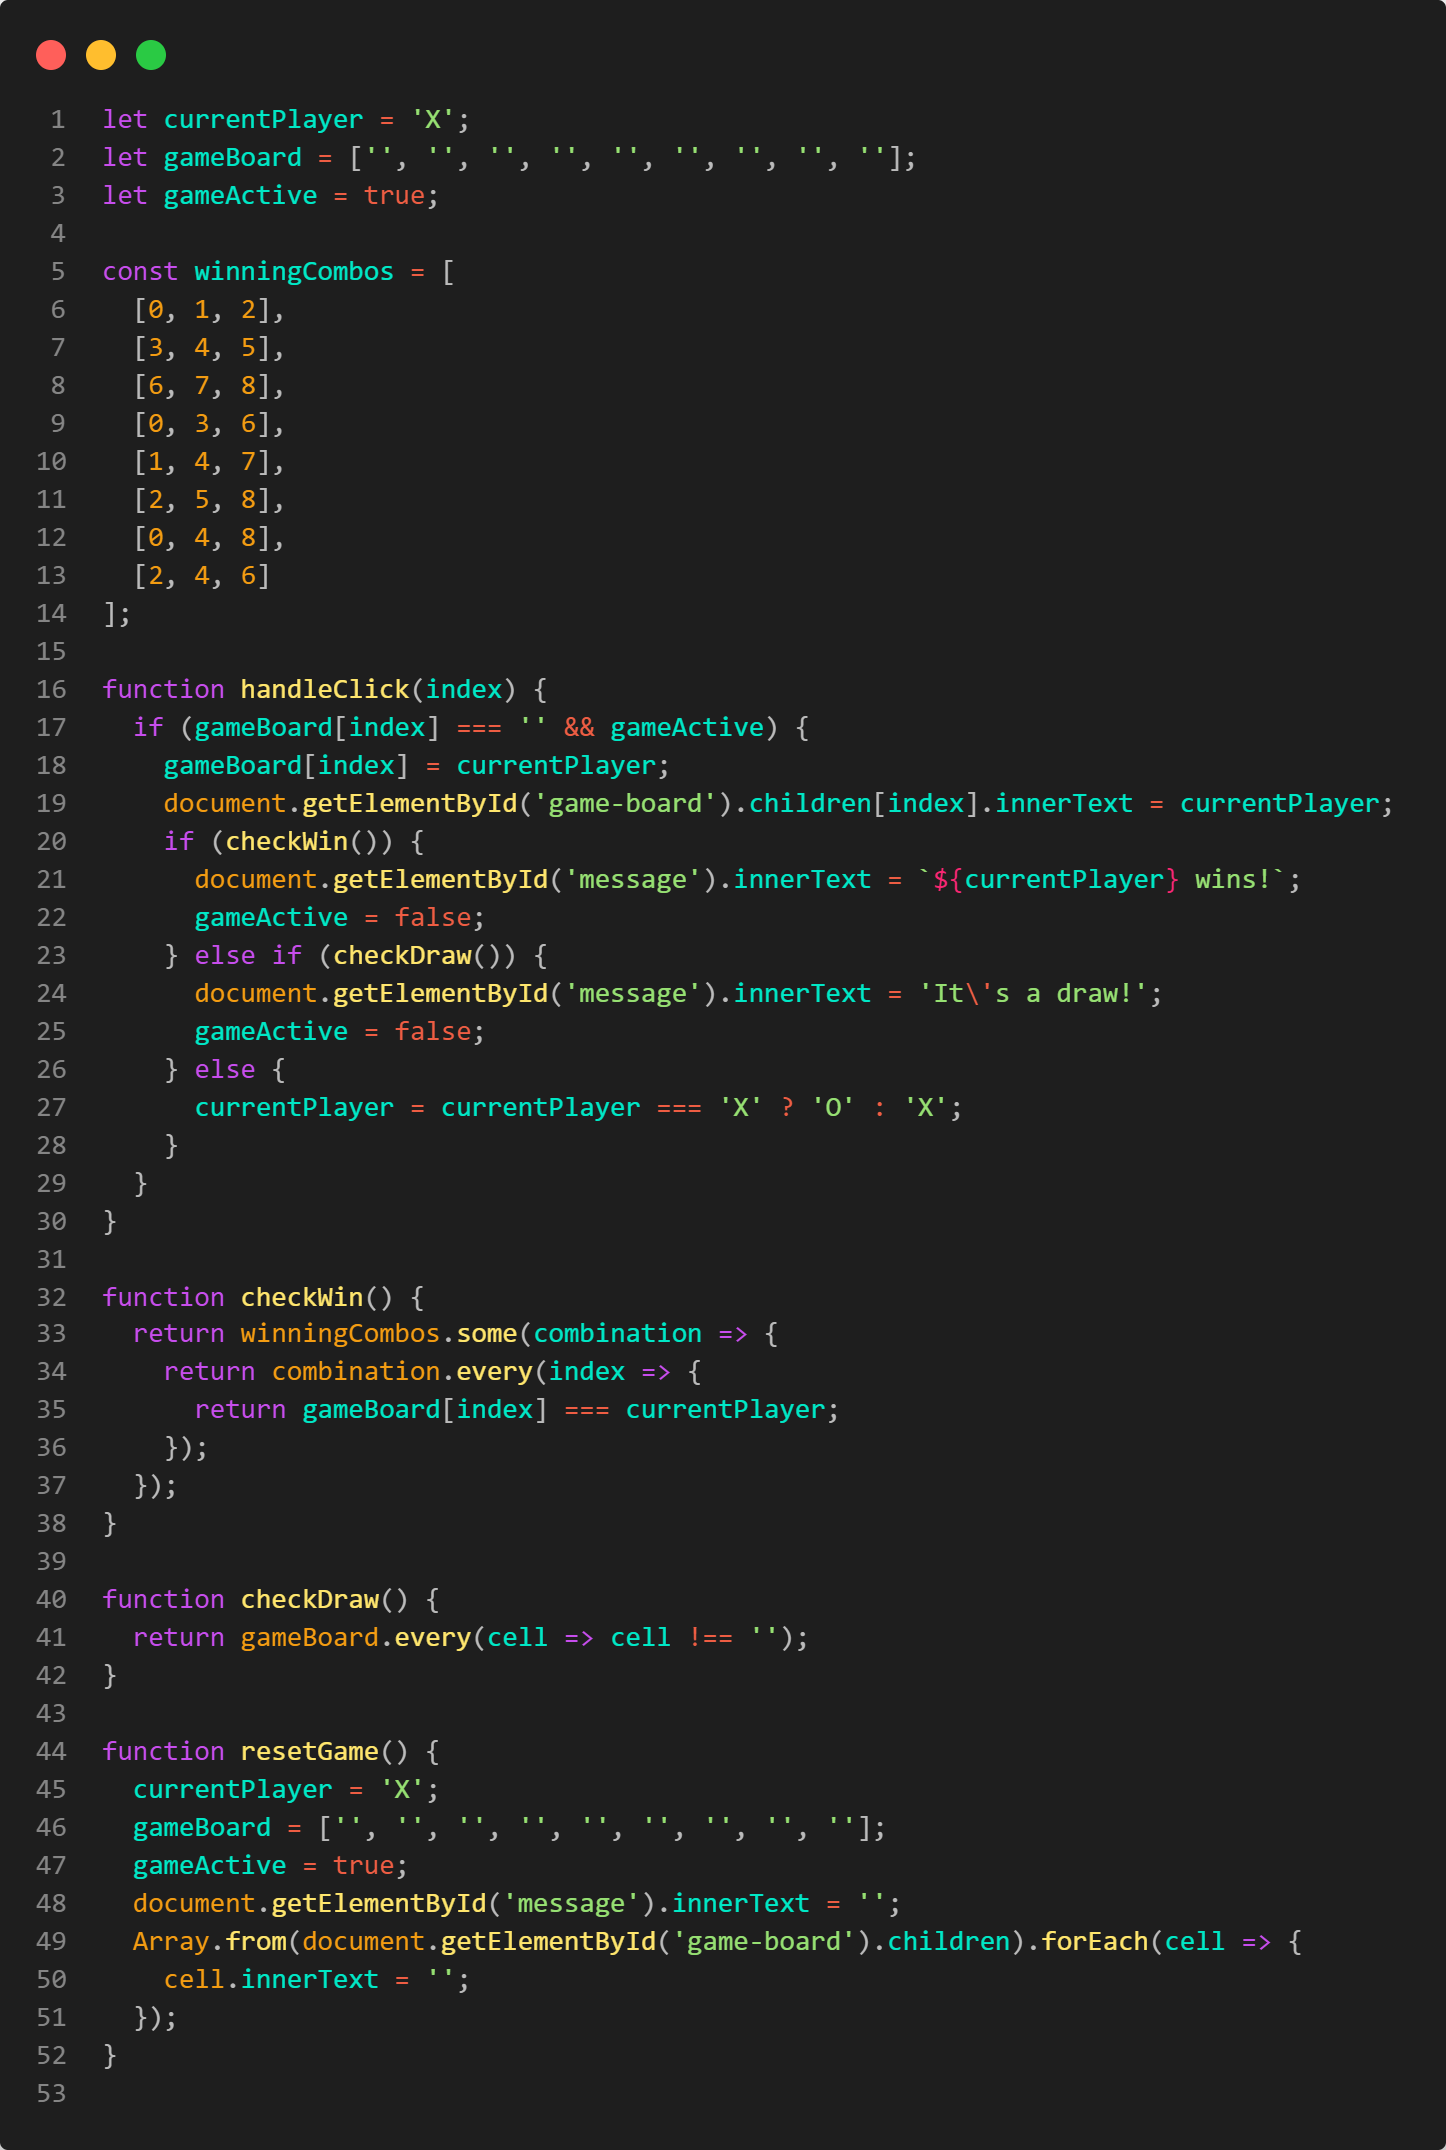 1 let currentPlayer = 'X';
2 let gameBoard = ['', '', '', '', '', '', '', '', ''];
3 let gameActive = true;
4
5 const winningCombos = [
6   [0, 1, 2],
7   [3, 4, 5],
8   [6, 7, 8],
9   [0, 3, 6],
10   [1, 4, 7],
11   [2, 5, 8],
12   [0, 4, 8],
13   [2, 4, 6]
14 ];
15
16 function handleClick(index) {
17   if (gameBoard[index] === '' && gameActive) {
18     gameBoard[index] = currentPlayer;
19     document.getElementById('game-board').children[index].innerText = currentPlayer;
20     if (checkWin()) {
21       document.getElementById('message').innerText = `${currentPlayer} wins!`;
22       gameActive = false;
23     } else if (checkDraw()) {
24       document.getElementById('message').innerText = 'It\'s a draw!';
25       gameActive = false;
26     } else {
27       currentPlayer = currentPlayer === 'X' ? 'O' : 'X';
28     }
29   }
30 }
31
32 function checkWin() {
33   return winningCombos.some(combination => {
34     return combination.every(index => {
35       return gameBoard[index] === currentPlayer;
36     });
37   });
38 }
39
40 function checkDraw() {
41   return gameBoard.every(cell => cell !== '');
42 }
43
44 function resetGame() {
45   currentPlayer = 'X';
46   gameBoard = ['', '', '', '', '', '', '', '', ''];
47   gameActive = true;
48   document.getElementById('message').innerText = '';
49   Array.from(document.getElementById('game-board').children).forEach(cell => {
50     cell.innerText = '';
51   });
52 }
53